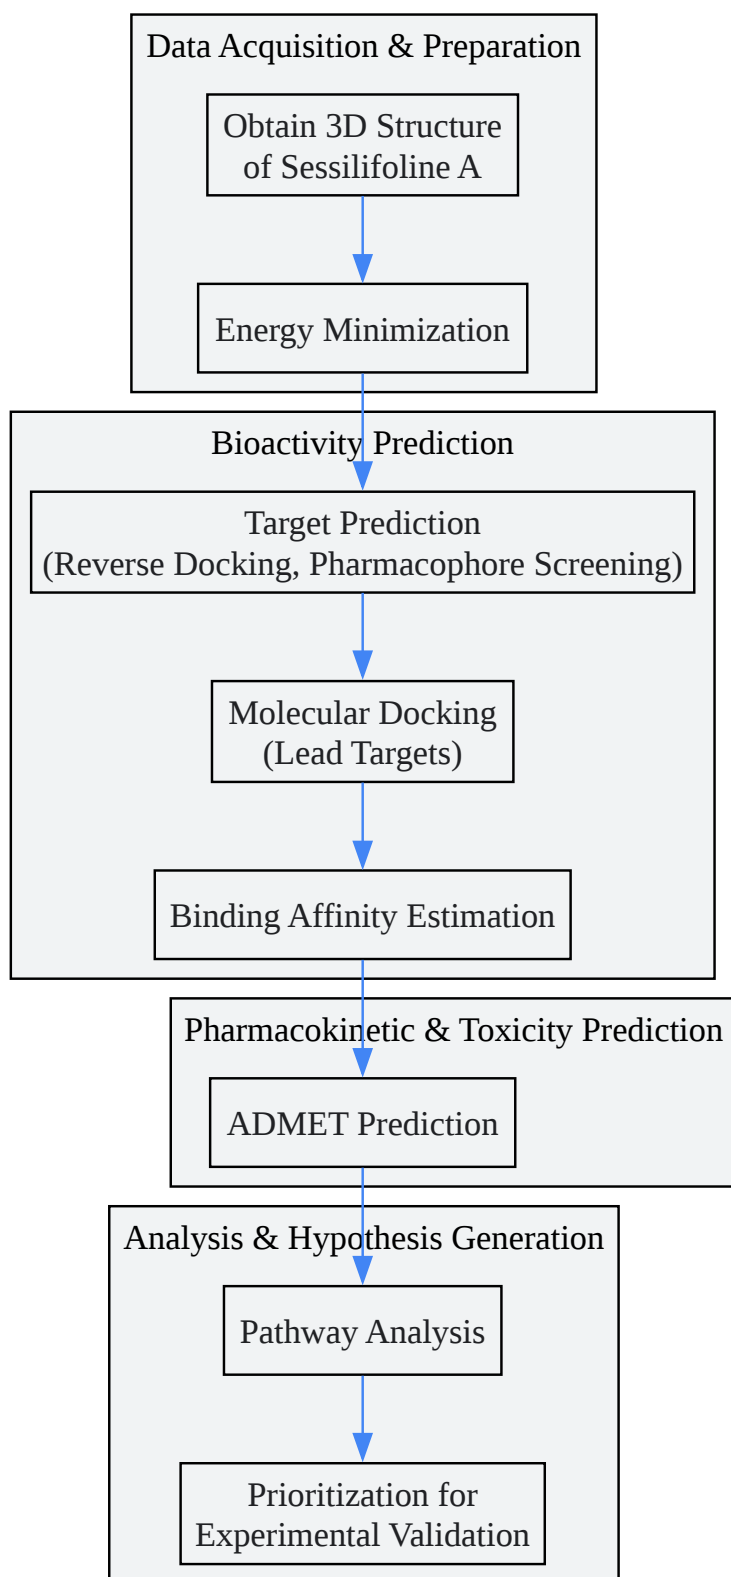 Data Acquisition & Preparation
Obtain 3D Structure
of Sessilifoline A
Energy Minimization
Bioactivity Prediction
Target Prediction
(Reverse Docking, Pharmacophore Screening)
Molecular Docking
(Lead Targets)
Binding Affinity Estimation
Pharmacokinetic & Toxicity Prediction
ADMET Prediction
Analysis & Hypothesis Generation
Pathway Analysis
Prioritization for
Experimental Validation